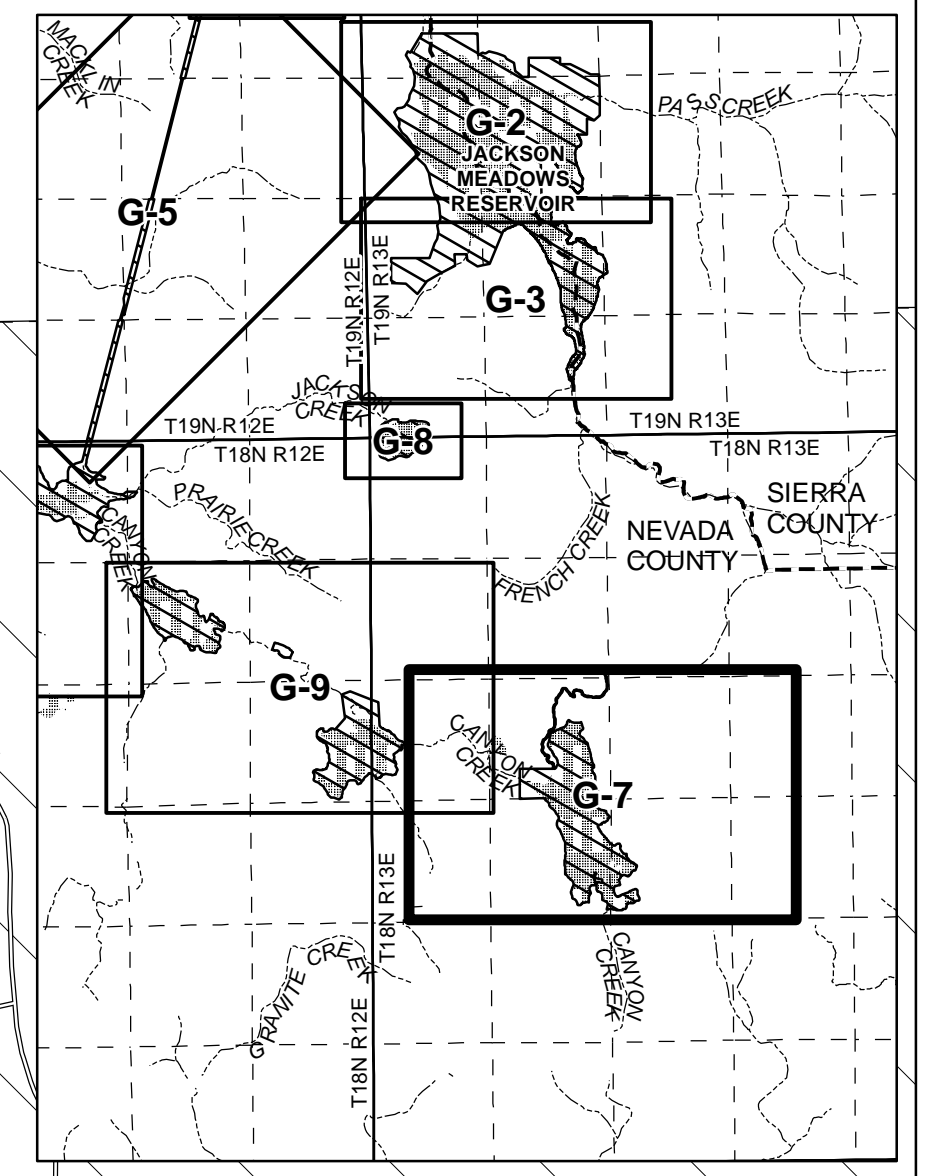 MACKLIN
CREEK
PASS CREEK
G-2
JACKSON
MEADOWS
RESERVOIR
G-5
T19N R12E
T19N R13E
G-3
JACKSON
CREEK
T19N R12E
T18N R12E
G-8
T19N R13E
T18N R13E
SIERRA
COUNTY
NEVADA
COUNTY
PRAIRIE CREEK
CANYON
CREEK
FRENCH CREEK
G-9
CANYON
CREEK
G-7
T18N R13E
T18N R12E
GRANITE CREEK
CANYON
CREEK